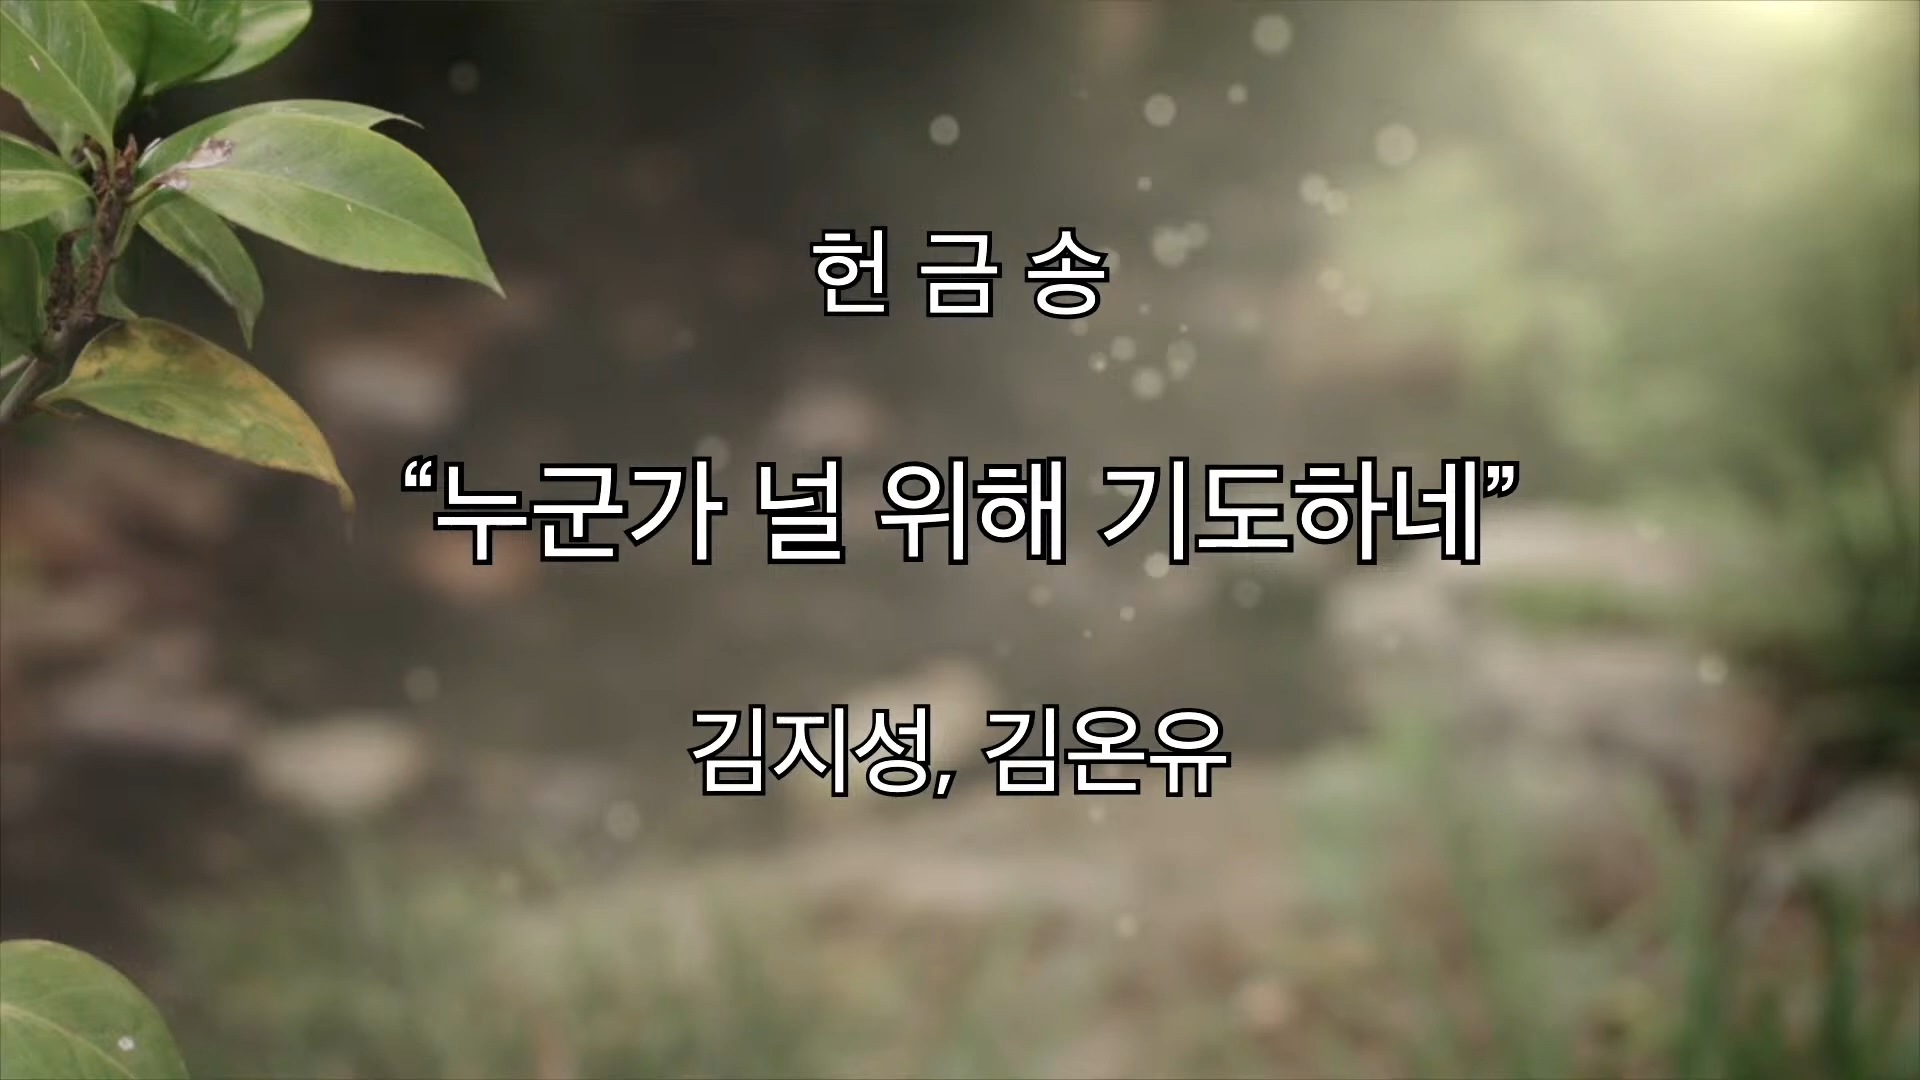 헌 금 송
“누군가 널 위해 기도하네”
김지성, 김온유